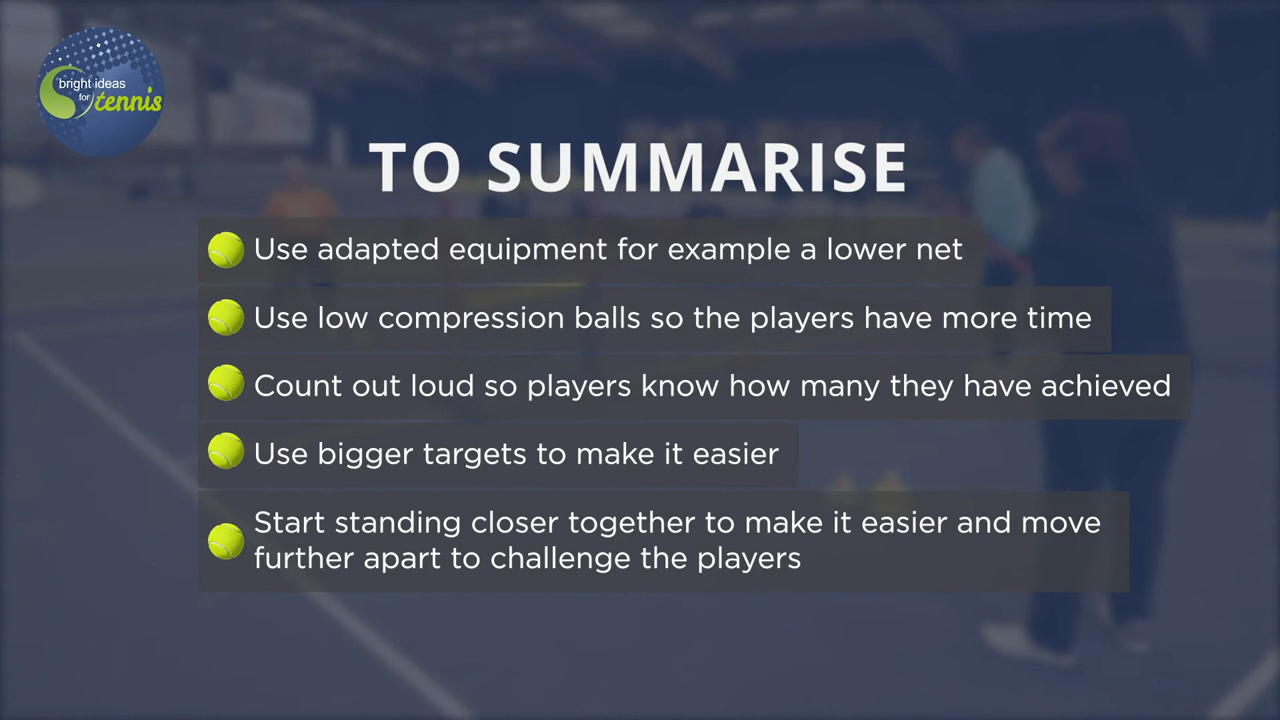 bright ideas
for tennis
TO SUMMARISE
Use adapted equipment for example a lower net
Use low compression balls so the players have more time
Count out loud so players know how many they have achieved
Use bigger targets to make it easier
Start standing closer together to make it easier and move
further apart to challenge the players